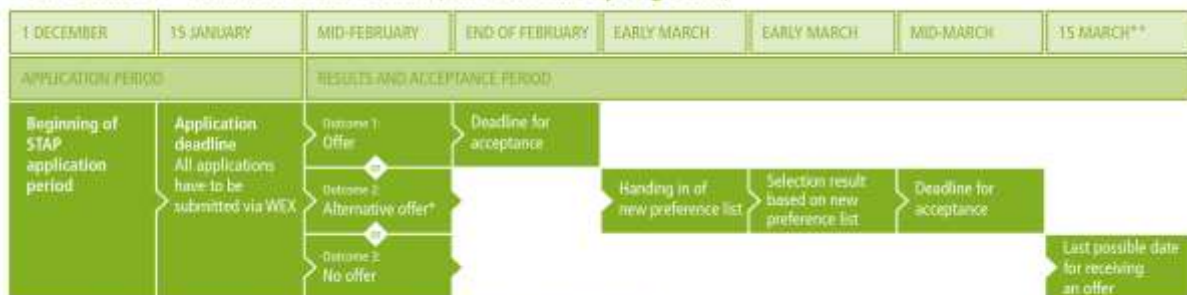 1 DECEMBER
15 JANUARY
MID-FEBRUARY
END OF FEBRUARY
EARLY MARCH
EARLY MARCH
MID-MARCH
15 MARCH**
APPLICATION PERIOD
RESULTS AND ACCEPTANCE PERIOD
Beginning of
STAP
application
period
Application
deadline
All applications
have to be
submitted via WEX
Outcome 1:
Offer
or
Outcome 2:
Alternative offer*
or
Outcome 3:
No offer
Deadline for
acceptance
Handing in of
new preference list
Selection result
based on new
preference list
Deadline for
acceptance
Last possible date
for receiving
an offer